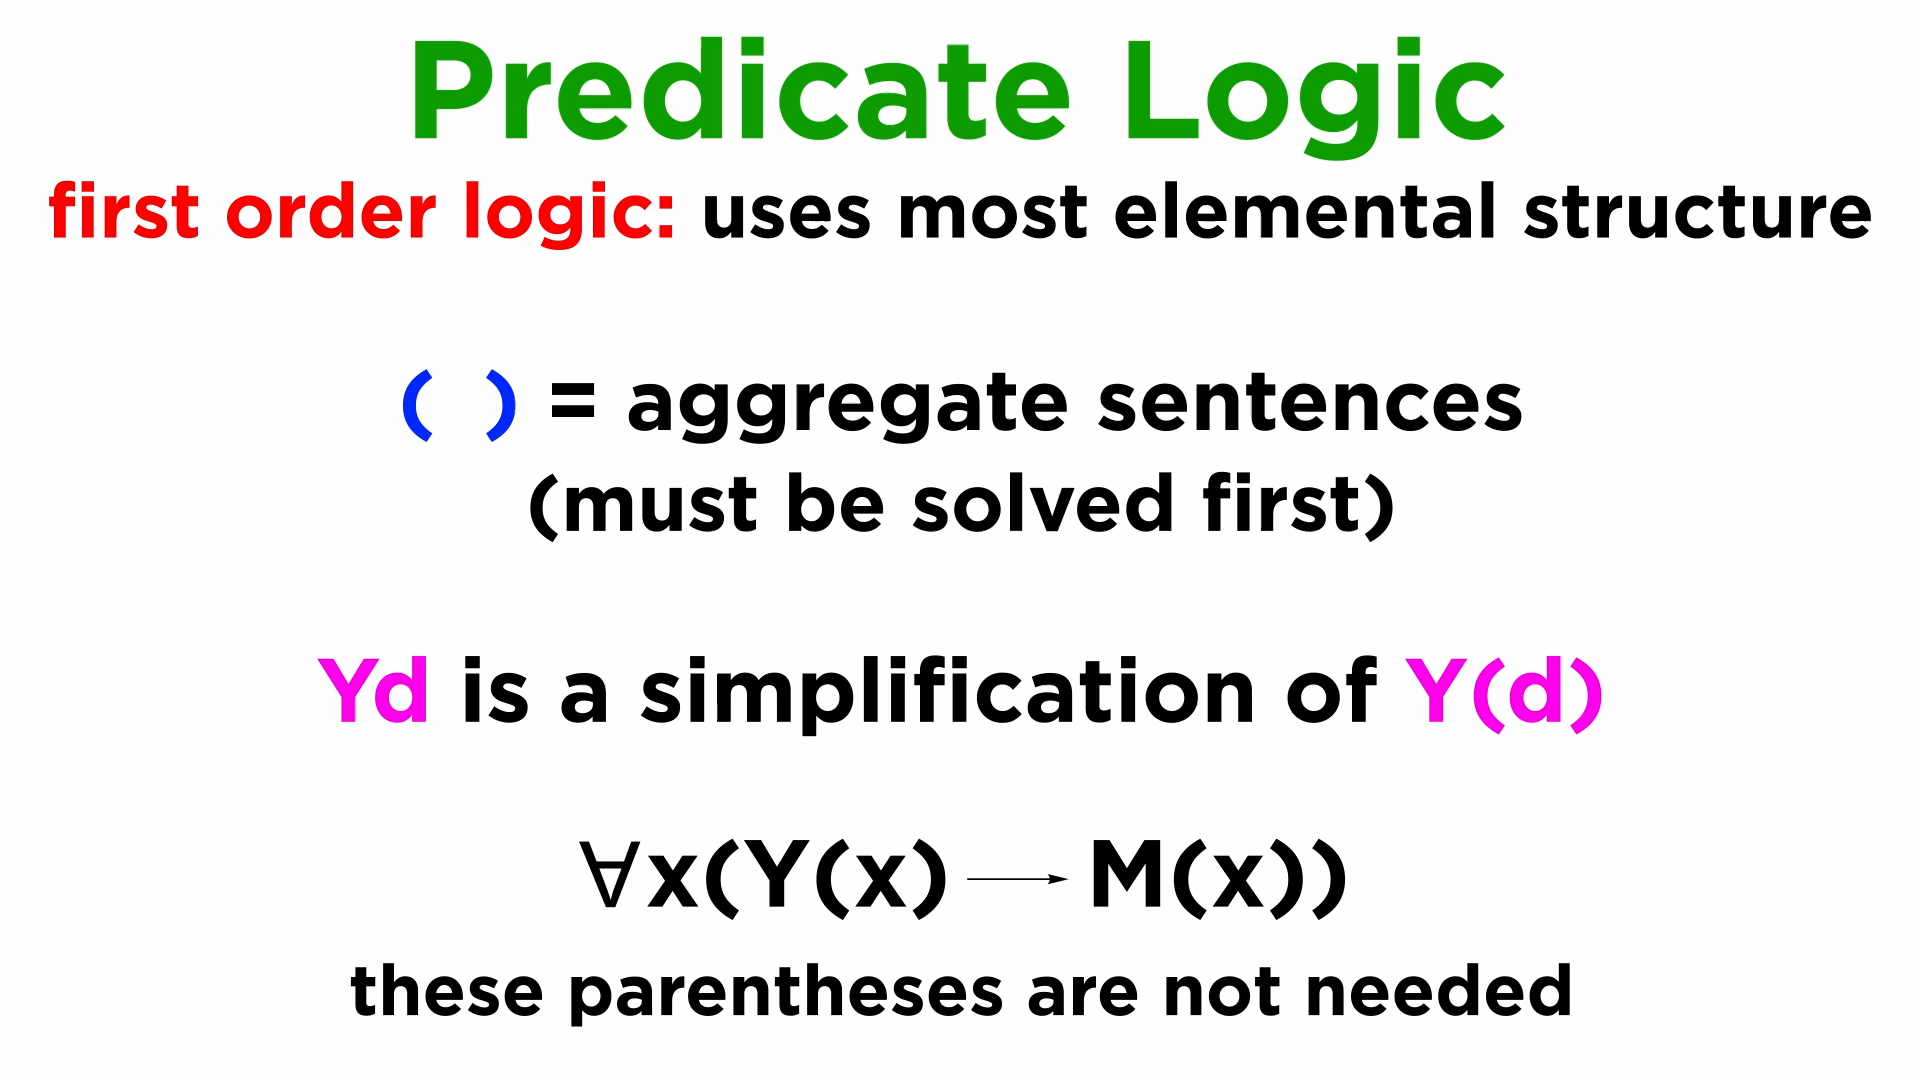 Predicate Logic
first order logic: uses most elemental structure
( ) = aggregate sentences
(must be solved first)
Yd is a simplification of Y(d)
∀x(Y(x) ⟶ M(x))
these parentheses are not needed